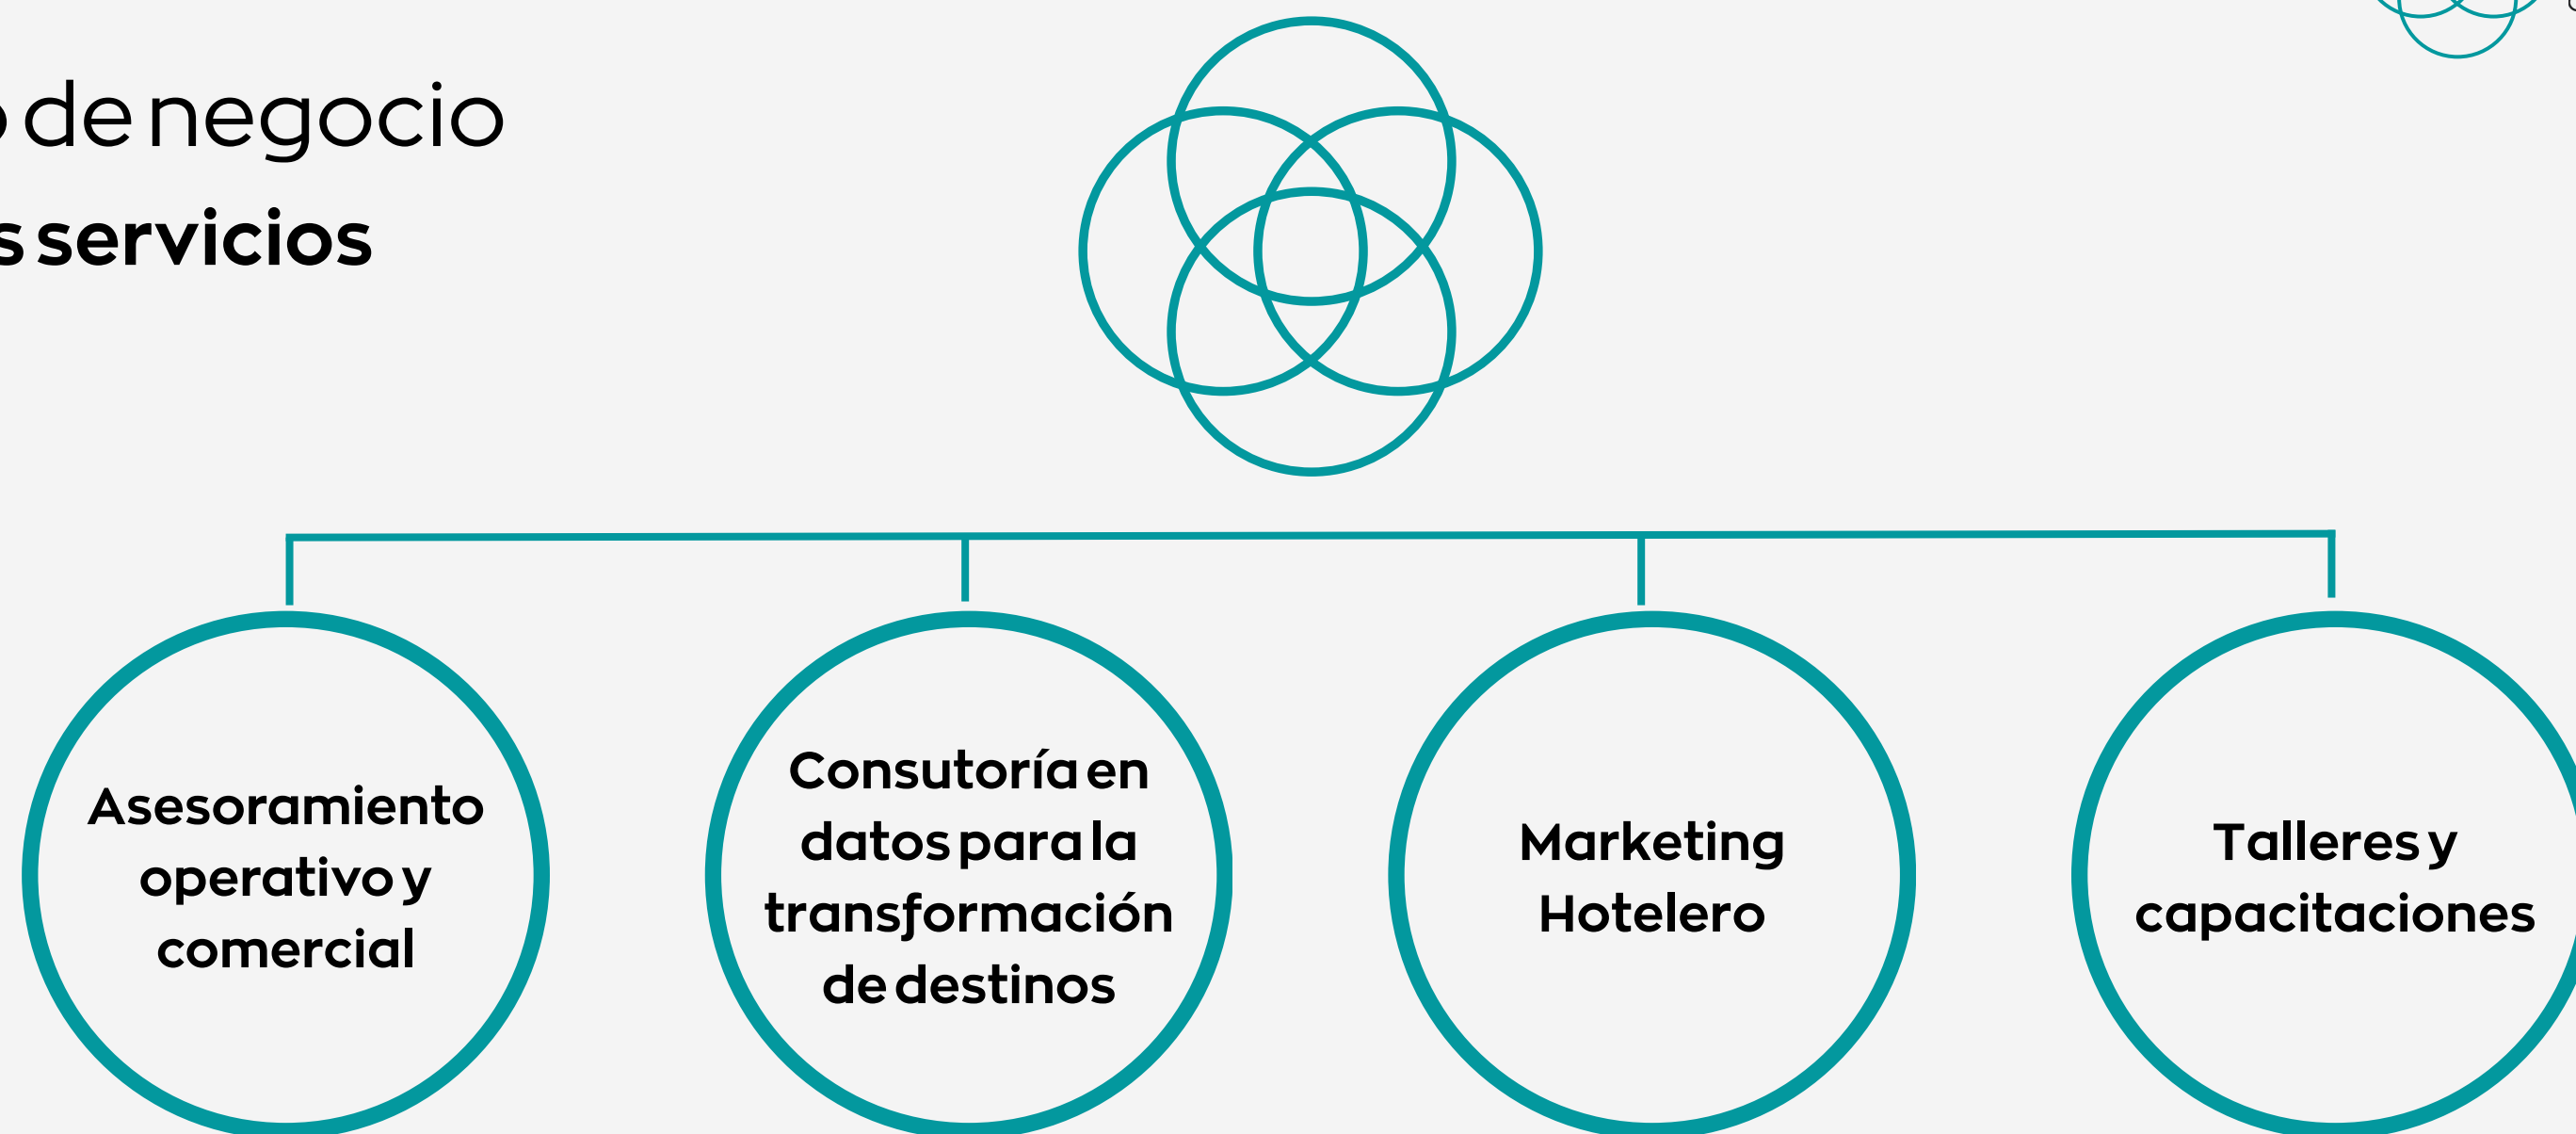 de negocio
servicios
Asesoramiento
operativo y
comercial
Consutoría en
datos para la
transformación
de destinos
Marketing
Hotelero
Talleres y
capacitaciones